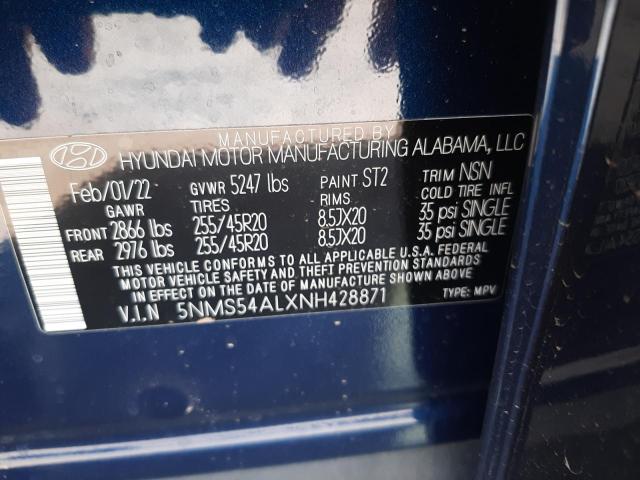 MANUFACTURED BY
HYUNDAI MOTOR MANUFACTURING ALABAMA, LLC
Feb/01/22 GVWR 5247 lbs PAINT ST2 TRIM NSN
GAWR TIRES RIMS COLD TIRE INFL
FRONT 2866 lbs 255/45R20 8.5JX20 35 psi SINGLE
REAR 2976 lbs 255/45R20 8.5JX20 35 psi SINGLE
THIS VEHICLE CONFORMS TO ALL APPLICABLE U.S.A. FEDERAL
MOTOR VEHICLE SAFETY AND THEFT PREVENTION STANDARDS
IN EFFECT ON THE DATE OF MANUFACTURE SHOWN ABOVE.
V.I.N 5NMS54ALXNH428871 TYPE: MPV